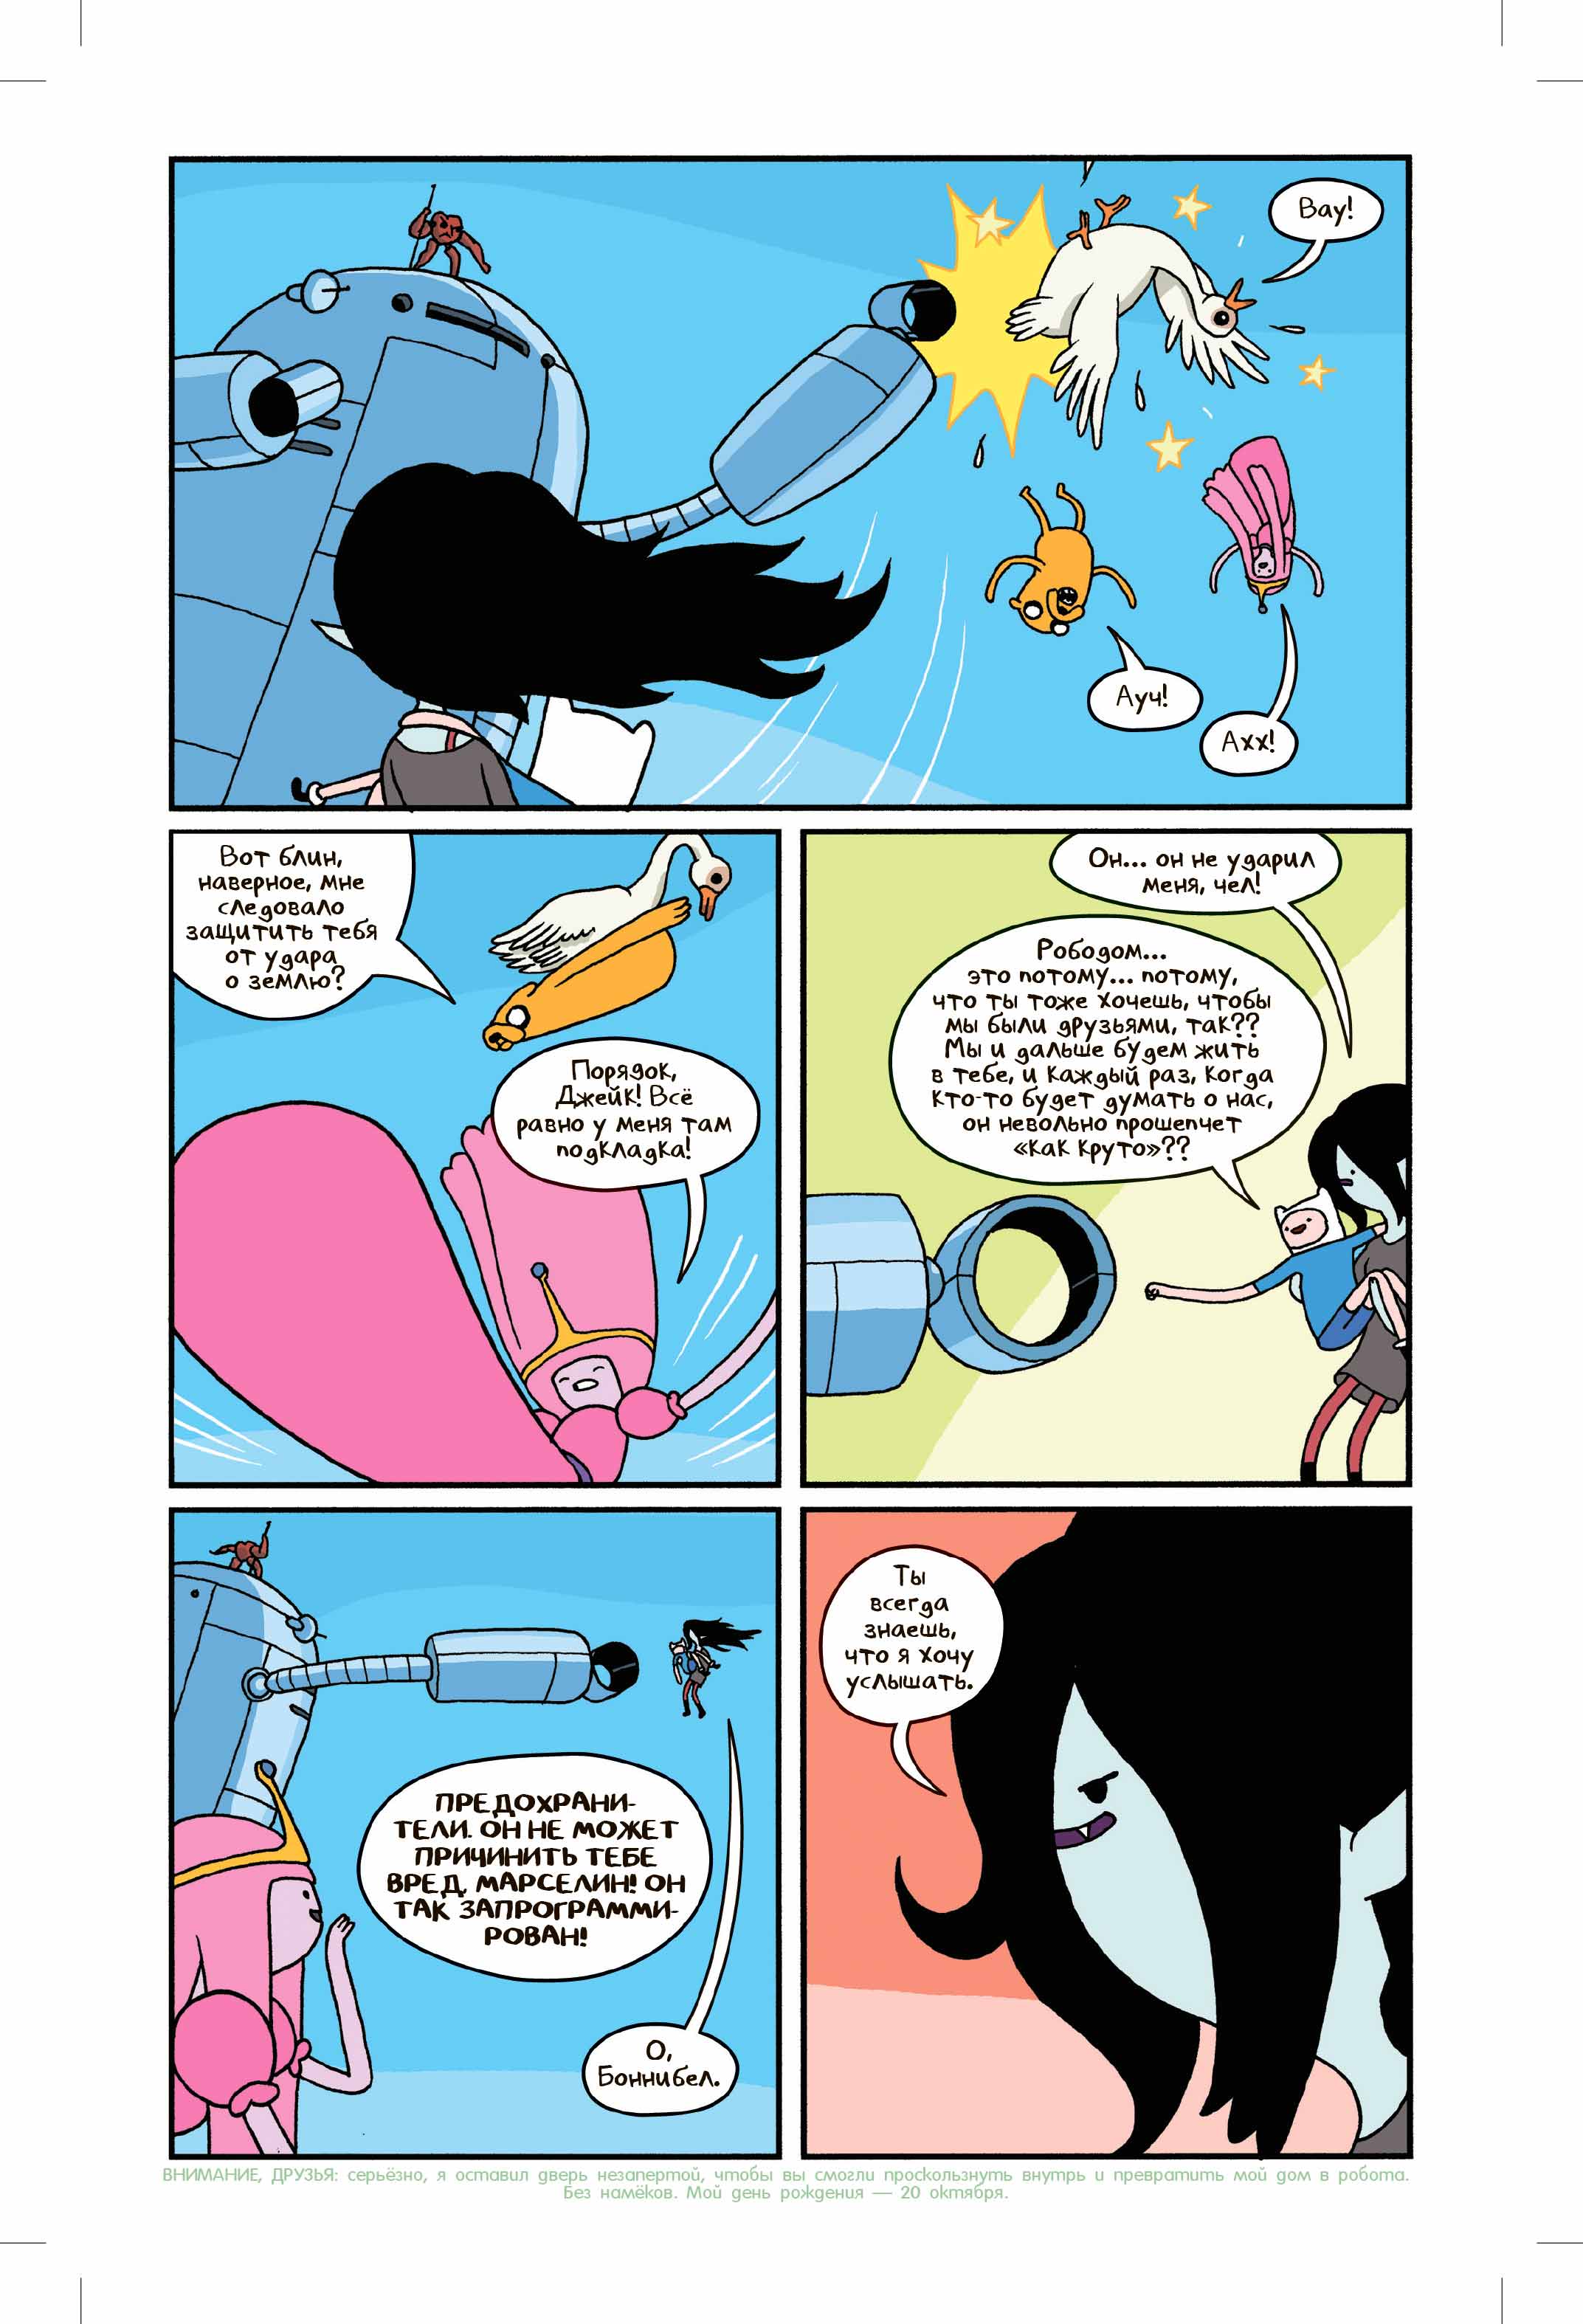 Вау!
Ауч!
Ахх!
Вот блин,
наверное, мне
следовало
защитить тебя
от удара
о землю?
Порядок,
Джейк! Всё
равно у меня там
подкладка!
Он... он не ударил
меня, чел!
Рободом...
это потому... потому,
что ты тоже хочешь, чтобы
мы были друзьями, так??
Мы и дальше будем жить
в тебе, и каждый раз, когда
кто-то будет думать о нас,
он невольно прошепчет
«как круто»??
ПРЕДОХРАНИ-
ТЕЛИ. ОН НЕ МОЖЕТ
ПРИЧИНИТЬ ТЕБЕ
ВРЕД, МАРСЕЛИН! ОН
ТАК ЗАПРОГРАММИ-
РОВАН!
О,
Боннибел.
Ты
всегда
знаешь,
что я хочу
услышать.
ВНИМАНИЕ, ДРУЗЬЯ: серьёзно, я оставил дверь незапертой, чтобы вы смогли проскользнуть внутрь и превратить мой дом в робота.
Без намёков. Мой день рождения — 20 октября.